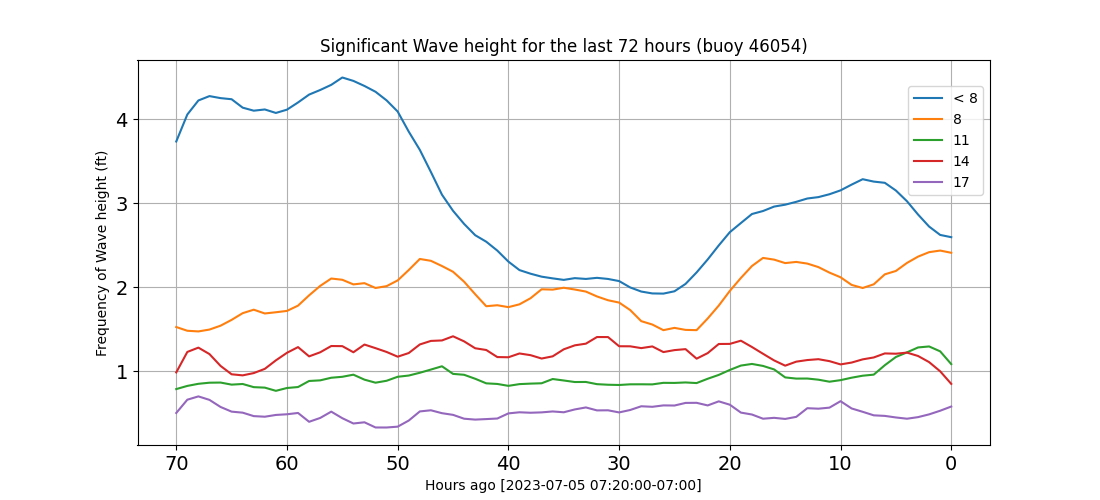 Significant Wave height for the last 72 hours (buoy 46054)
Frequency of Wave height (ft)
4
3
2
1
< 8
8
11
14
17
70 60 50 40 30 20 10 0
Hours ago [2023-07-05 07:20:00-07:00]